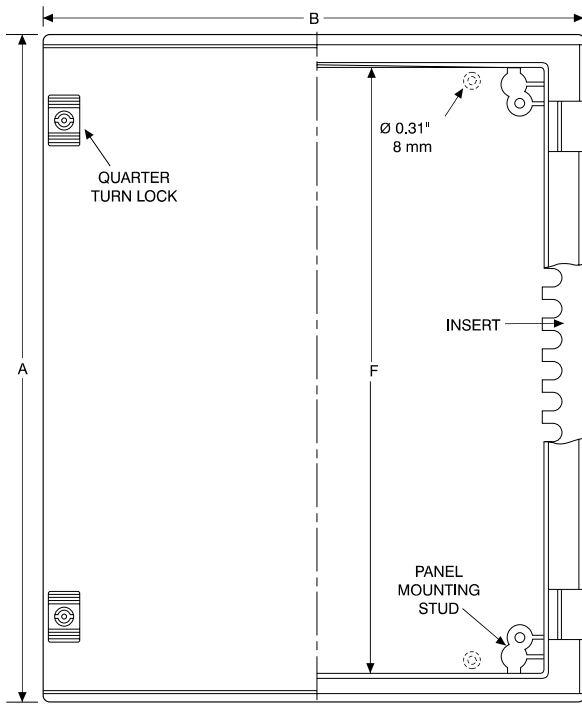 B
Ø 0.31"
8 mm
QUARTER
TURN LOCK
INSERT
A
F
PANEL
MOUNTING
STUD